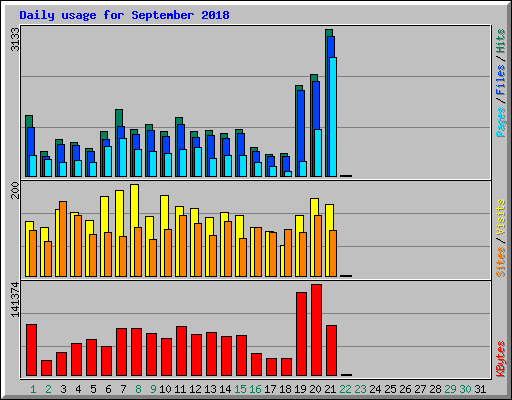 Daily usage for September 2018
3133
Pages / Files / Hits
200
Sites / Visits
141374
KBytes
1 2 3 4 5 6 7 8 9 10 11 12 13 14 15 16 17 18 19 20 21 22 23 24 25 26 27 28 29 30 31